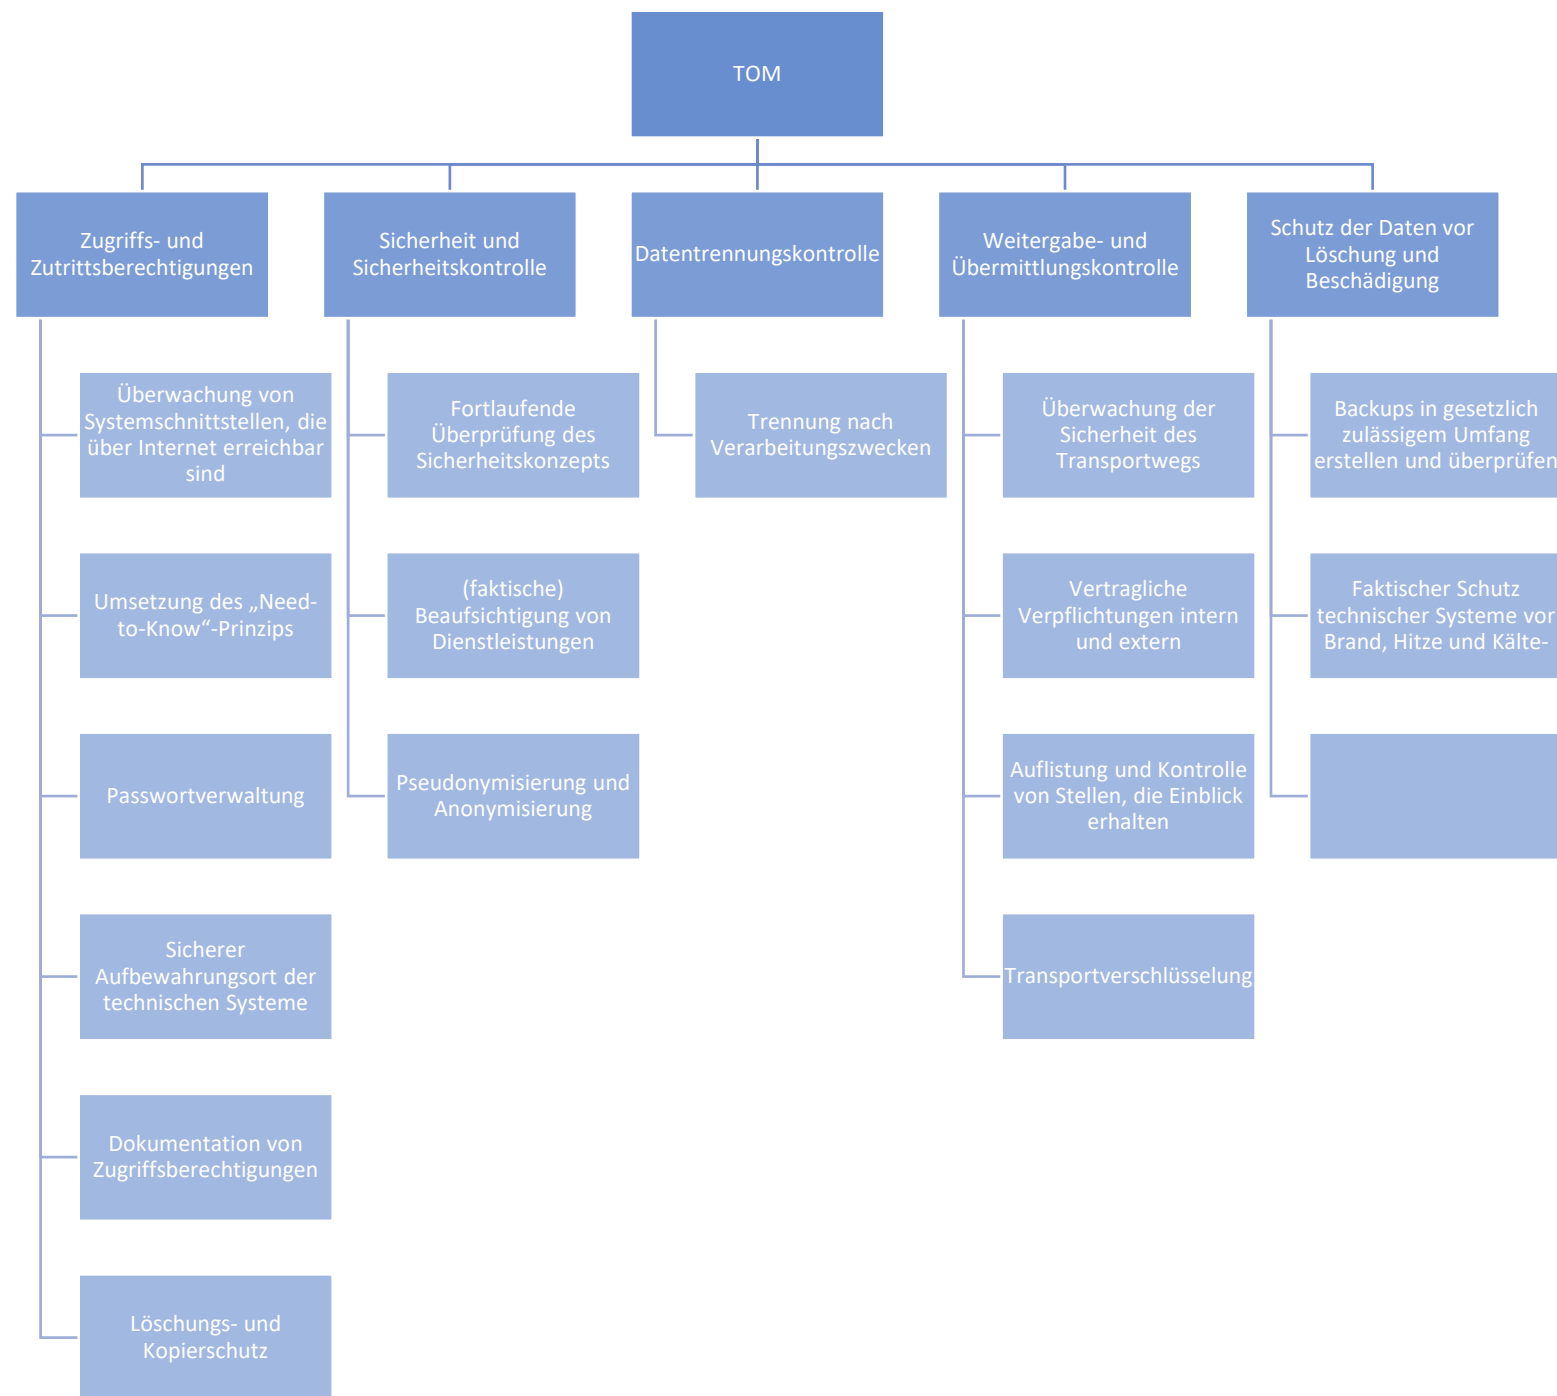 TOM
Zugriffs- und
Zutrittsberechtigungen
Überwachung von
Systemschnittstellen, die
über Internet erreichbar
sind
Umsetzung des „Need-
to-Know“-Prinzips
Passwortverwaltung
Sicherer
Aufbewahrungsort der
technischen Systeme
Dokumentation von
Zugriffsberechtigungen
Löschungs- und
Kopierschutz
Sicherheit und
Sicherheitskontrolle
Fortlaufende
Überprüfung des
Sicherheitskonzepts
(faktische)
Beaufsichtigung von
Dienstleistungen
Pseudonymisierung und
Anonymisierung
Datentrennungskontrolle
Trennung nach
Verarbeitungszwecken
Weitergabe- und
Übermittlungskontrolle
Überwachung der
Sicherheit des
Transportwegs
Vertragliche
Verpflichtungen intern
und extern
Auflistung und Kontrolle
von Stellen, die Einblick
erhalten
Transportverschlüsselung
Schutz der Daten vor
Löschung und
Beschädigung
Backups in gesetzlich
zulässigem Umfang
erstellen und überprüfen
Faktischer Schutz
technischer Systeme vor
Brand, Hitze und Kälte-